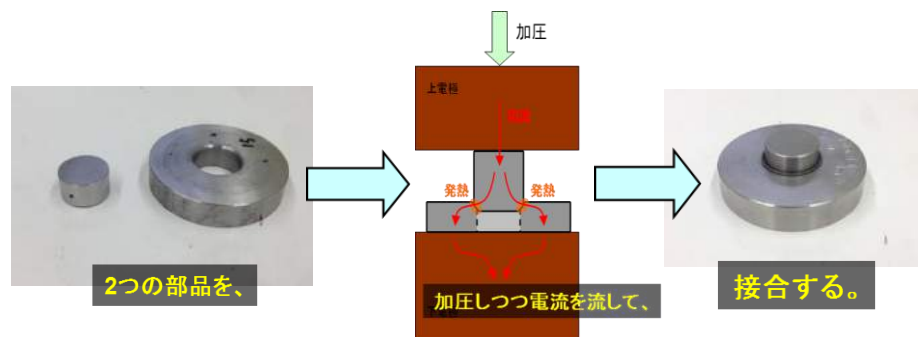 加圧
上電極
発熱
発熱
2つの部品を、
加圧しつつ電流を流して、
接合する。
15